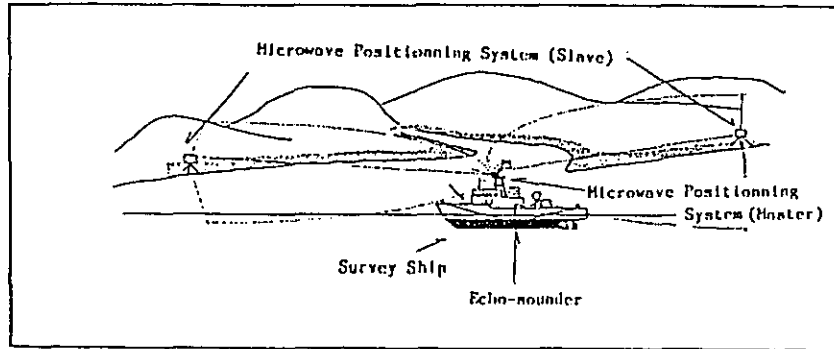 Microwave Positionning System (Slave)
Microwave Positionning
System (Master)
Survey Ship
Echo-sounder